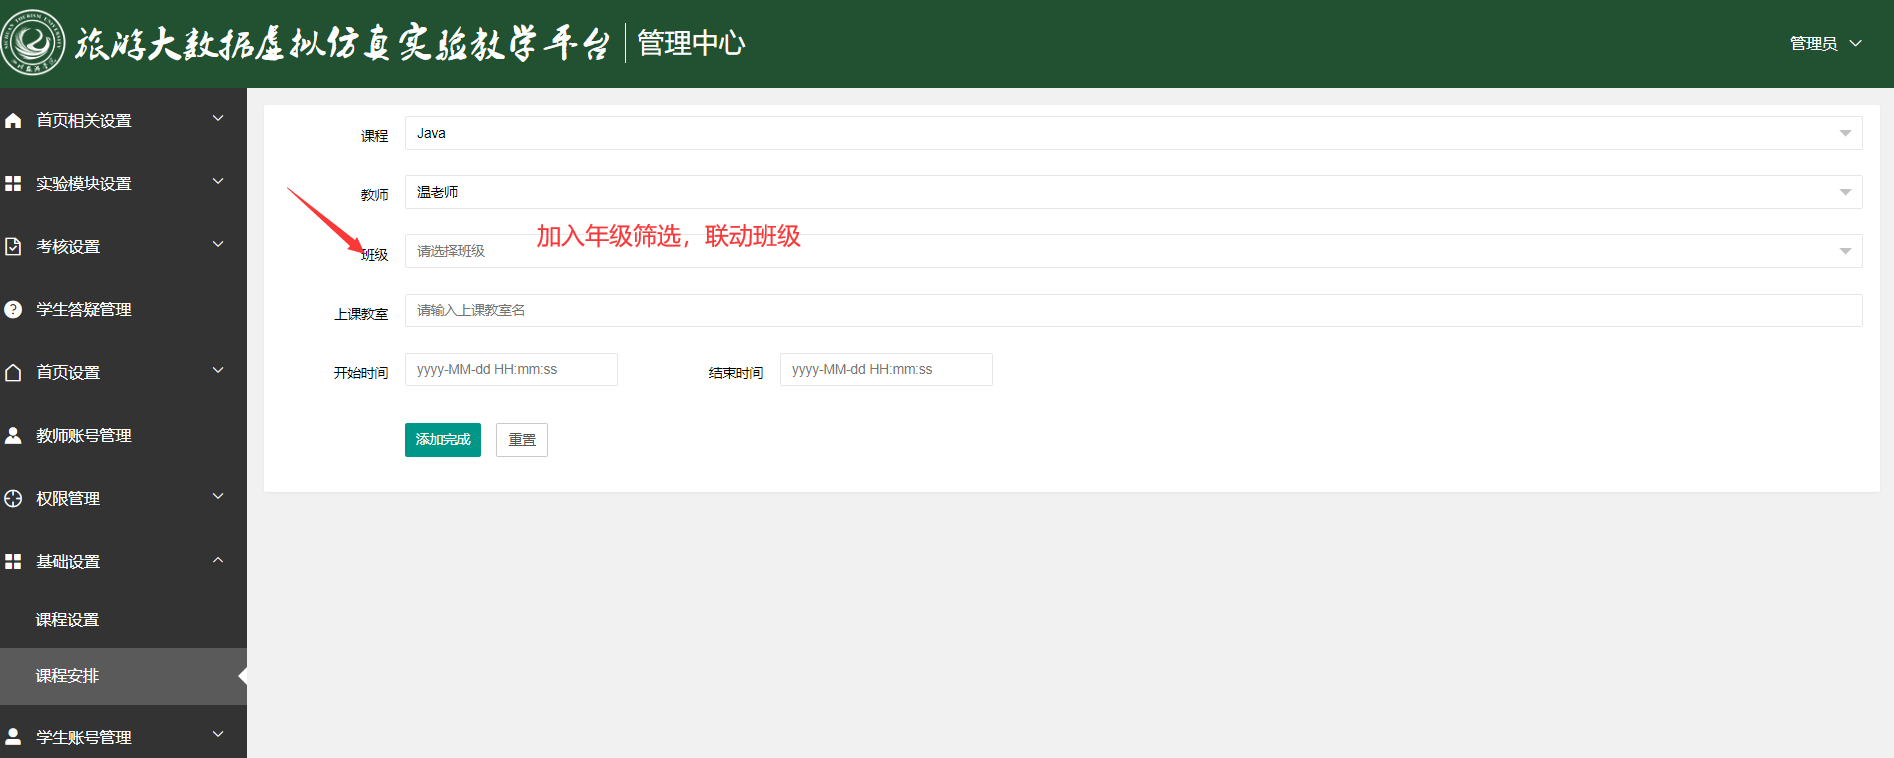 旅游大数据虚拟仿真实验教学平台 管理中心
管理员
首页相关设置
实验模块设置
考核设置
学生答疑管理
首页设置
教师账号管理
权限管理
基础设置
课程设置
课程安排
学生账号管理
课程 Java
教师 温老师
加入年级筛选，联动班级
班级 请选择班级
上课教室 请输入上课教室名
开始时间 yyyy-MM-dd HH:mm:ss 结束时间 yyyy-MM-dd HH:mm:ss
添加完成 重置